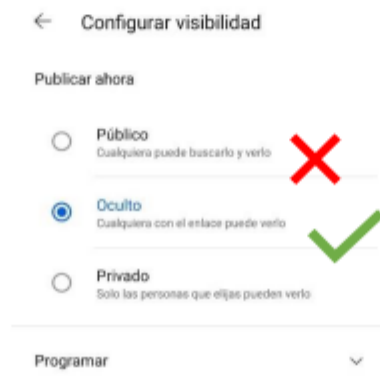 Configurar visibilidad
Publicar ahora
Público
Cualquiera puede buscarlo y verlo
Oculto
Cualquiera con el enlace puede verlo
Privado
Solo las personas que elijas pueden verlo
Programar